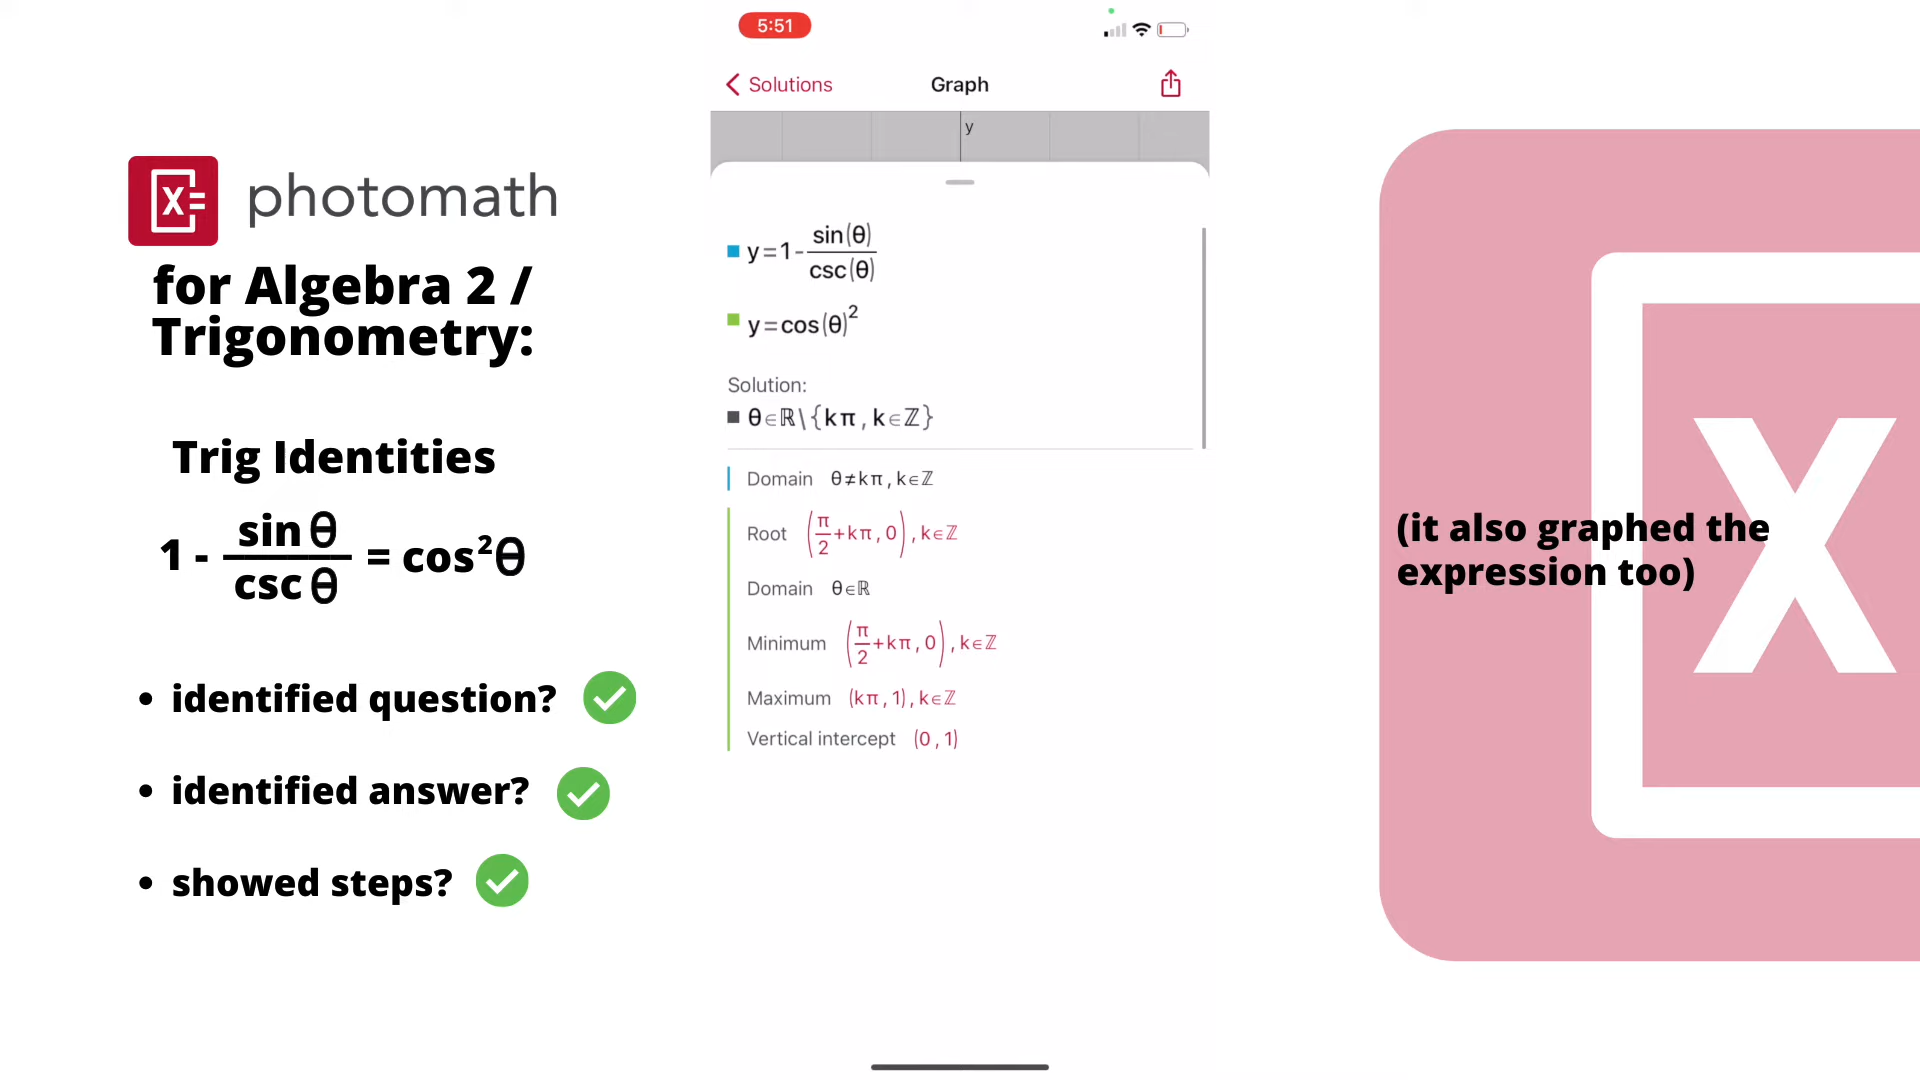 photomath
for Algebra 2 /
Trigonometry:
Trig Identities
1 - sin θ / csc θ = cos²θ
• identified question?
• identified answer?
• showed steps?
5:51
Solutions
Graph
y
y=1-sin(θ)/csc(θ)
y=cos(θ)²
Solution:
θ∈ℝ\{kπ, k∈ℤ}
Domain θ≠kπ, k∈ℤ
Root (π/2+kπ, 0), k∈ℤ
Domain θ∈ℝ
Minimum (π/2+kπ, 0), k∈ℤ
Maximum (kπ, 1), k∈ℤ
Vertical intercept (0, 1)
(it also graphed the
expression too)